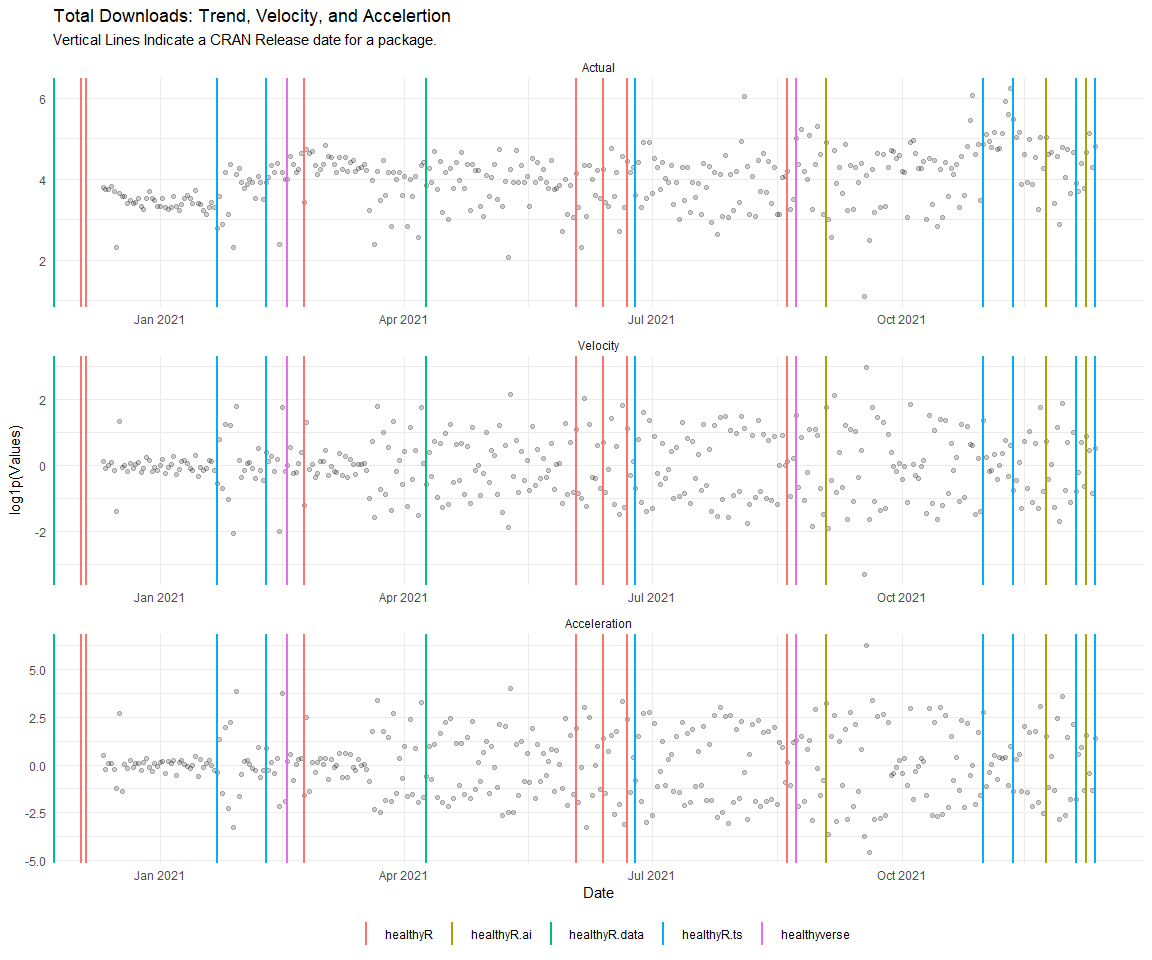 Total Downloads: Trend, Velocity, and Accelertion
Vertical Lines Indicate a CRAN Release date for a package.
Actual
6
4
2
Jan 2021 Apr 2021 Jul 2021 Oct 2021
Velocity
2
0
-2
Jan 2021 Apr 2021 Jul 2021 Oct 2021
log1p(Values)
Acceleration
5.0
2.5
0.0
-2.5
-5.0
Jan 2021 Apr 2021 Jul 2021 Oct 2021
Date
healthyR healthyR.ai healthyR.data healthyR.ts healthyverse